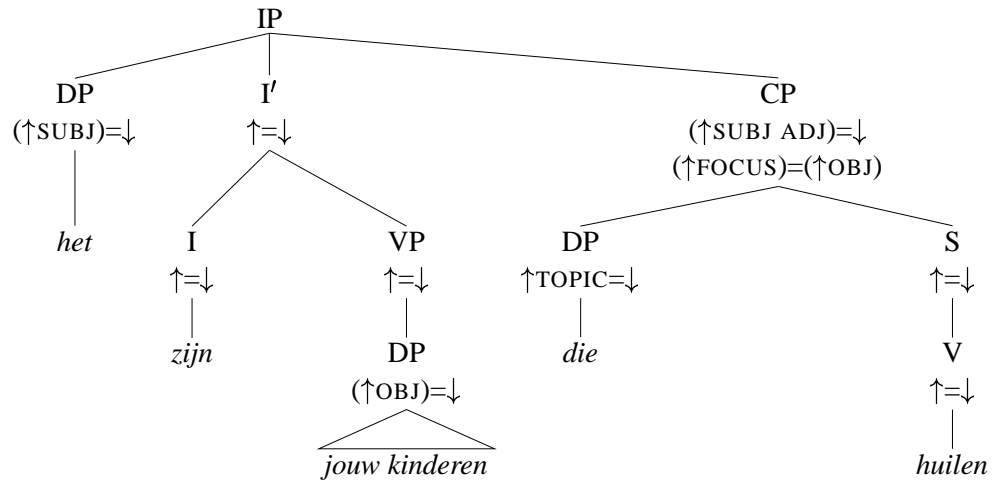 IP
DP I′ CP
(↑SUBJ)=↓ ↑=↓ (↑SUBJ ADJ)=↓
(↑FOCUS)=(↑OBJ)
het I VP DP S
↑=↓ ↑=↓ ↑TOPIC=↓ ↑=↓
zijn DP die V
(↑OBJ)=↓ ↑=↓
jouw kinderen huilen